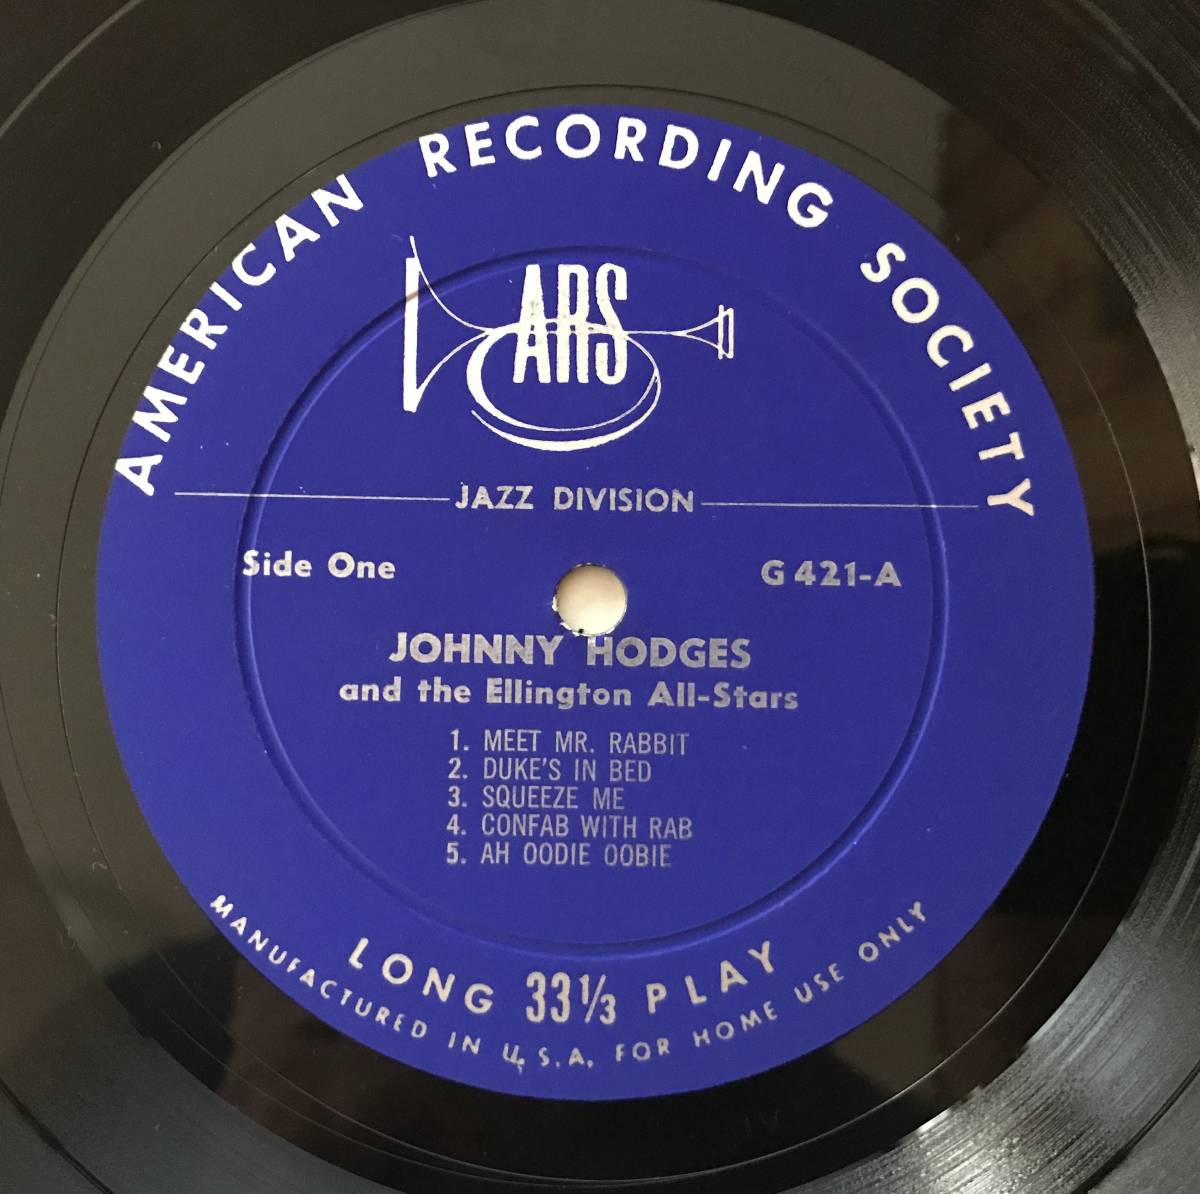 AMERICAN RECORDING SOCIETY
ARS
JAZZ DIVISION
Side One
G 421-A
JOHNNY HODGES
and the Ellington All-Stars
1. MEET MR. RABBIT
2. DUKE'S IN BED
3. SQUEEZE ME
4. CONFAB WITH RAB
5. AH OODIE OOBIE
LONG 33⅓ PLAY
MANUFACTURED IN U.S.A. FOR HOME USE ONLY